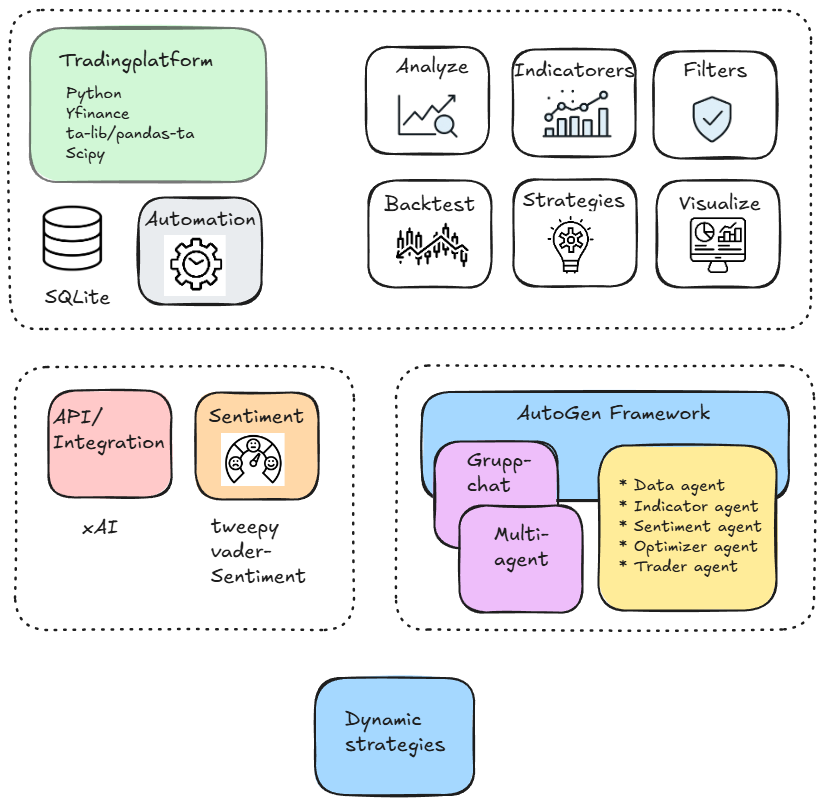 Tradingplatform
Python
Yfinance
ta-lib/pandas-ta
Scipy
Analyze
Indicatorers
Filters
SQLite
Automation
Backtest
Strategies
Visualize
API/
Integration
xAI
Sentiment
tweepy
vader-
Sentiment
AutoGen Framework
Grupp-
chat
Multi-
agent
* Data agent
* Indicator agent
* Sentiment agent
* Optimizer agent
* Trader agent
Dynamic
strategies